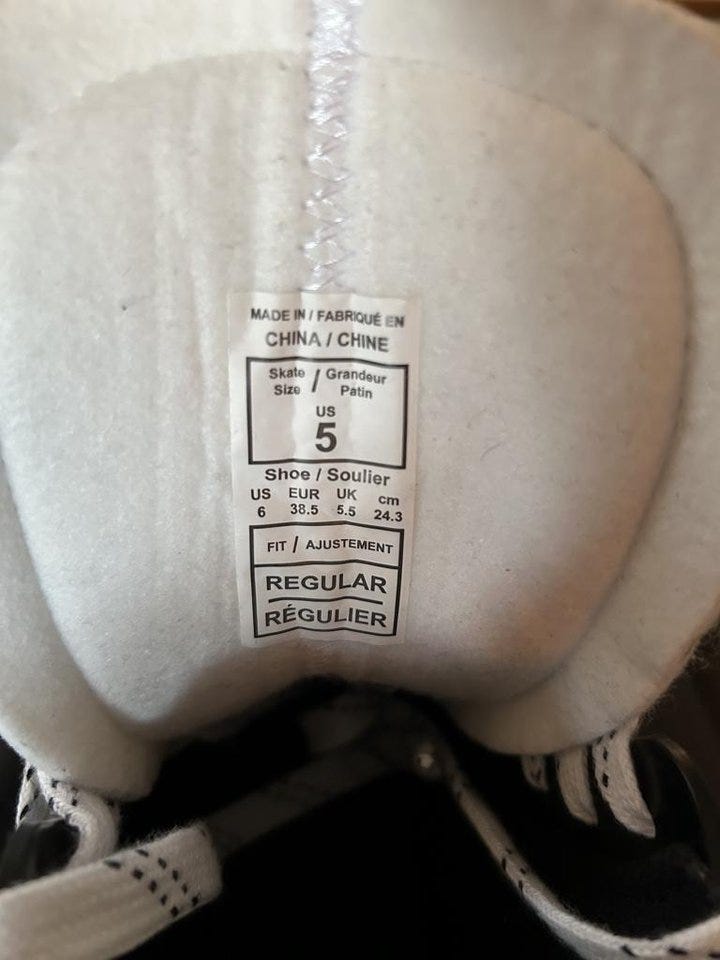 MADE IN / FABRIQUÉ EN
CHINA / CHINE
Skate Size / Grandeur Patin
US
5
Shoe / Soulier
US EUR UK cm
6 38.5 5.5 24.3
FIT / AJUSTEMENT
REGULAR
RÉGULIER